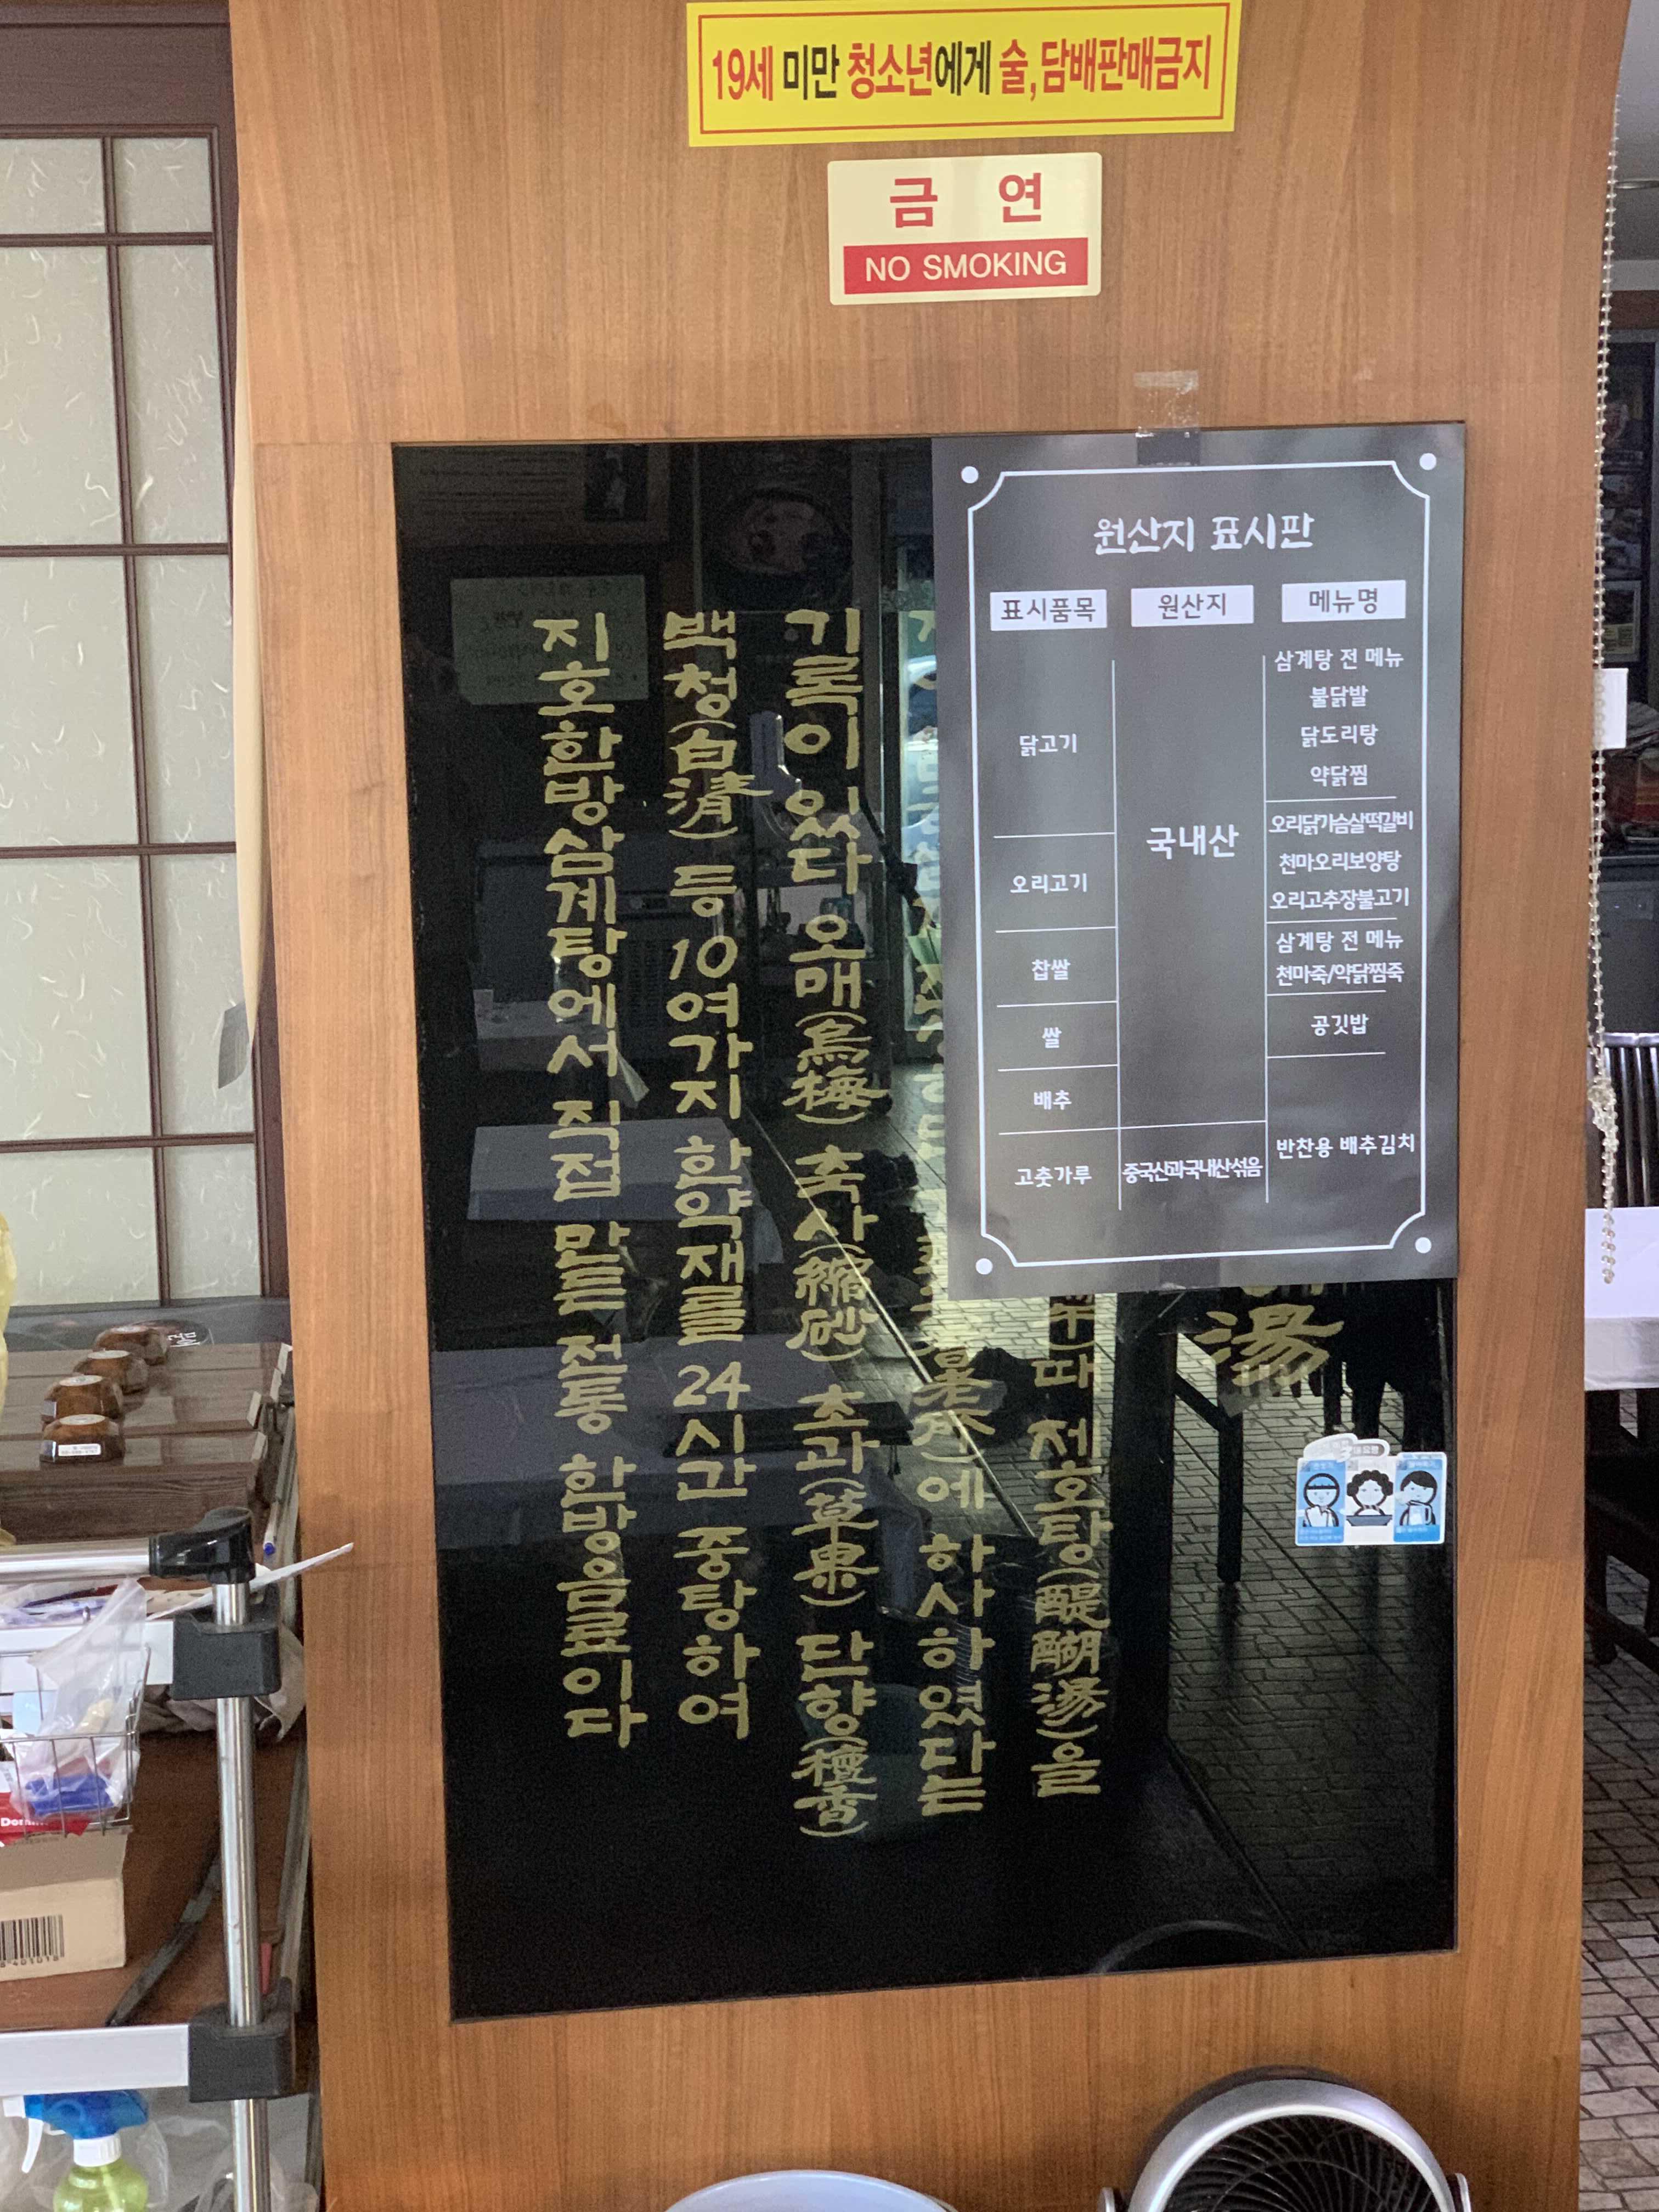 19세 미만 청소년에게 술,담배판매금지
금 연
NO SMOKING
원산지 표시판
표시품목 원산지 메뉴명
닭고기
오리고기
찹쌀
쌀
배추
고춧가루
국내산
중국산과국내산섞음
삼계탕 전 메뉴
불닭발
닭도리탕
약닭찜
오리닭가슴살떡갈비
천마오리보양탕
오리고추장불고기
삼계탕 전 메뉴
천마죽/약닭찜죽
공깃밥
반찬용 배추김치
湯
때 제호탕(醍醐湯)을
에 하사하였다는
기록이 있다 오매(烏梅) 축사(縮砂) 초과(草果) 단향(檀香)
백청(白淸) 등 10여가지 한약재를 24시간 중탕하여
지호한방삼계탕에서 직접 만든 전통 한방음료이다